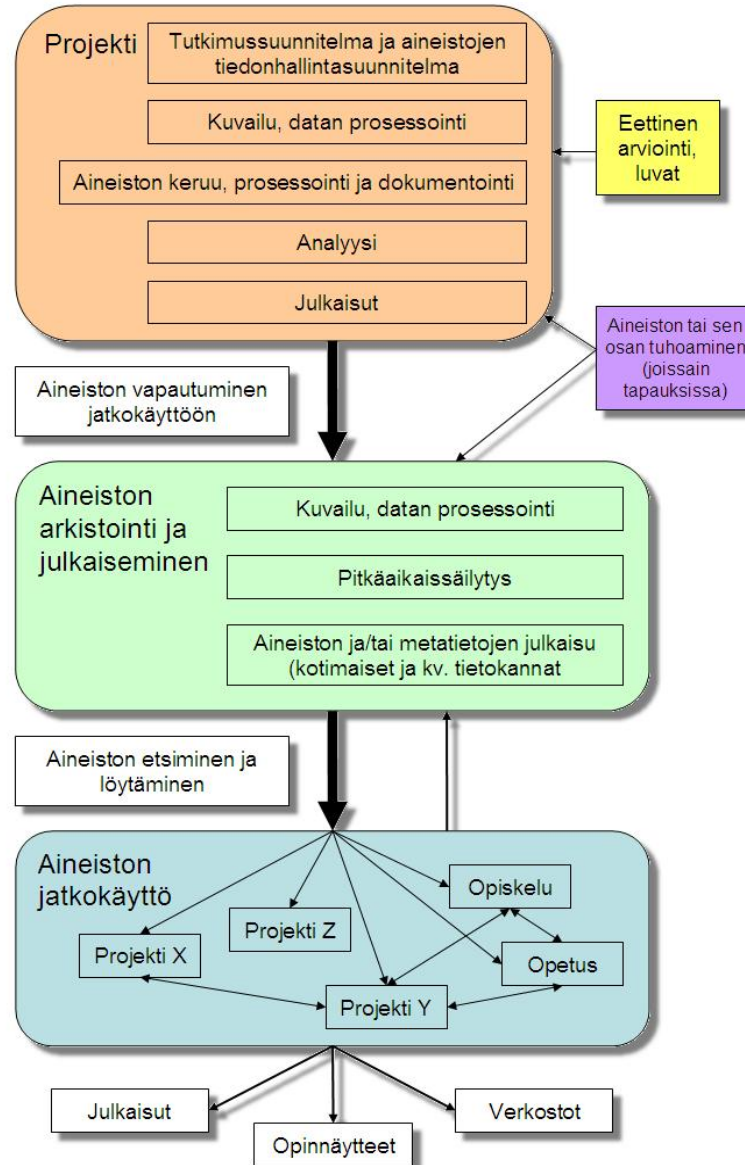 Projekti
Tutkimussuunnitelma ja aineistojen
tiedonhallintasuunnitelma
Kuvailu, datan prosessointi
Aineiston keruu, prosessointi ja dokumentointi
Analyysi
Julkaisut
Eettinen
arviointi,
luvat
Aineiston tai sen
osan tuhoaminen
(joissain
tapauksissa)
Aineiston vapautuminen
jatkokäyttöön
Aineiston
arkistointi ja
julkaiseminen
Kuvailu, datan prosessointi
Pitkäaikaissäilytys
Aineiston ja/tai metatietojen julkaisu
(kotimaiset ja kv. tietokannat
Aineiston etsiminen ja
löytäminen
Aineiston
jatkokäyttö
Opiskelu
Projekti Z
Projekti X
Opetus
Projekti Y
Julkaisut
Verkostot
Opinnäytteet